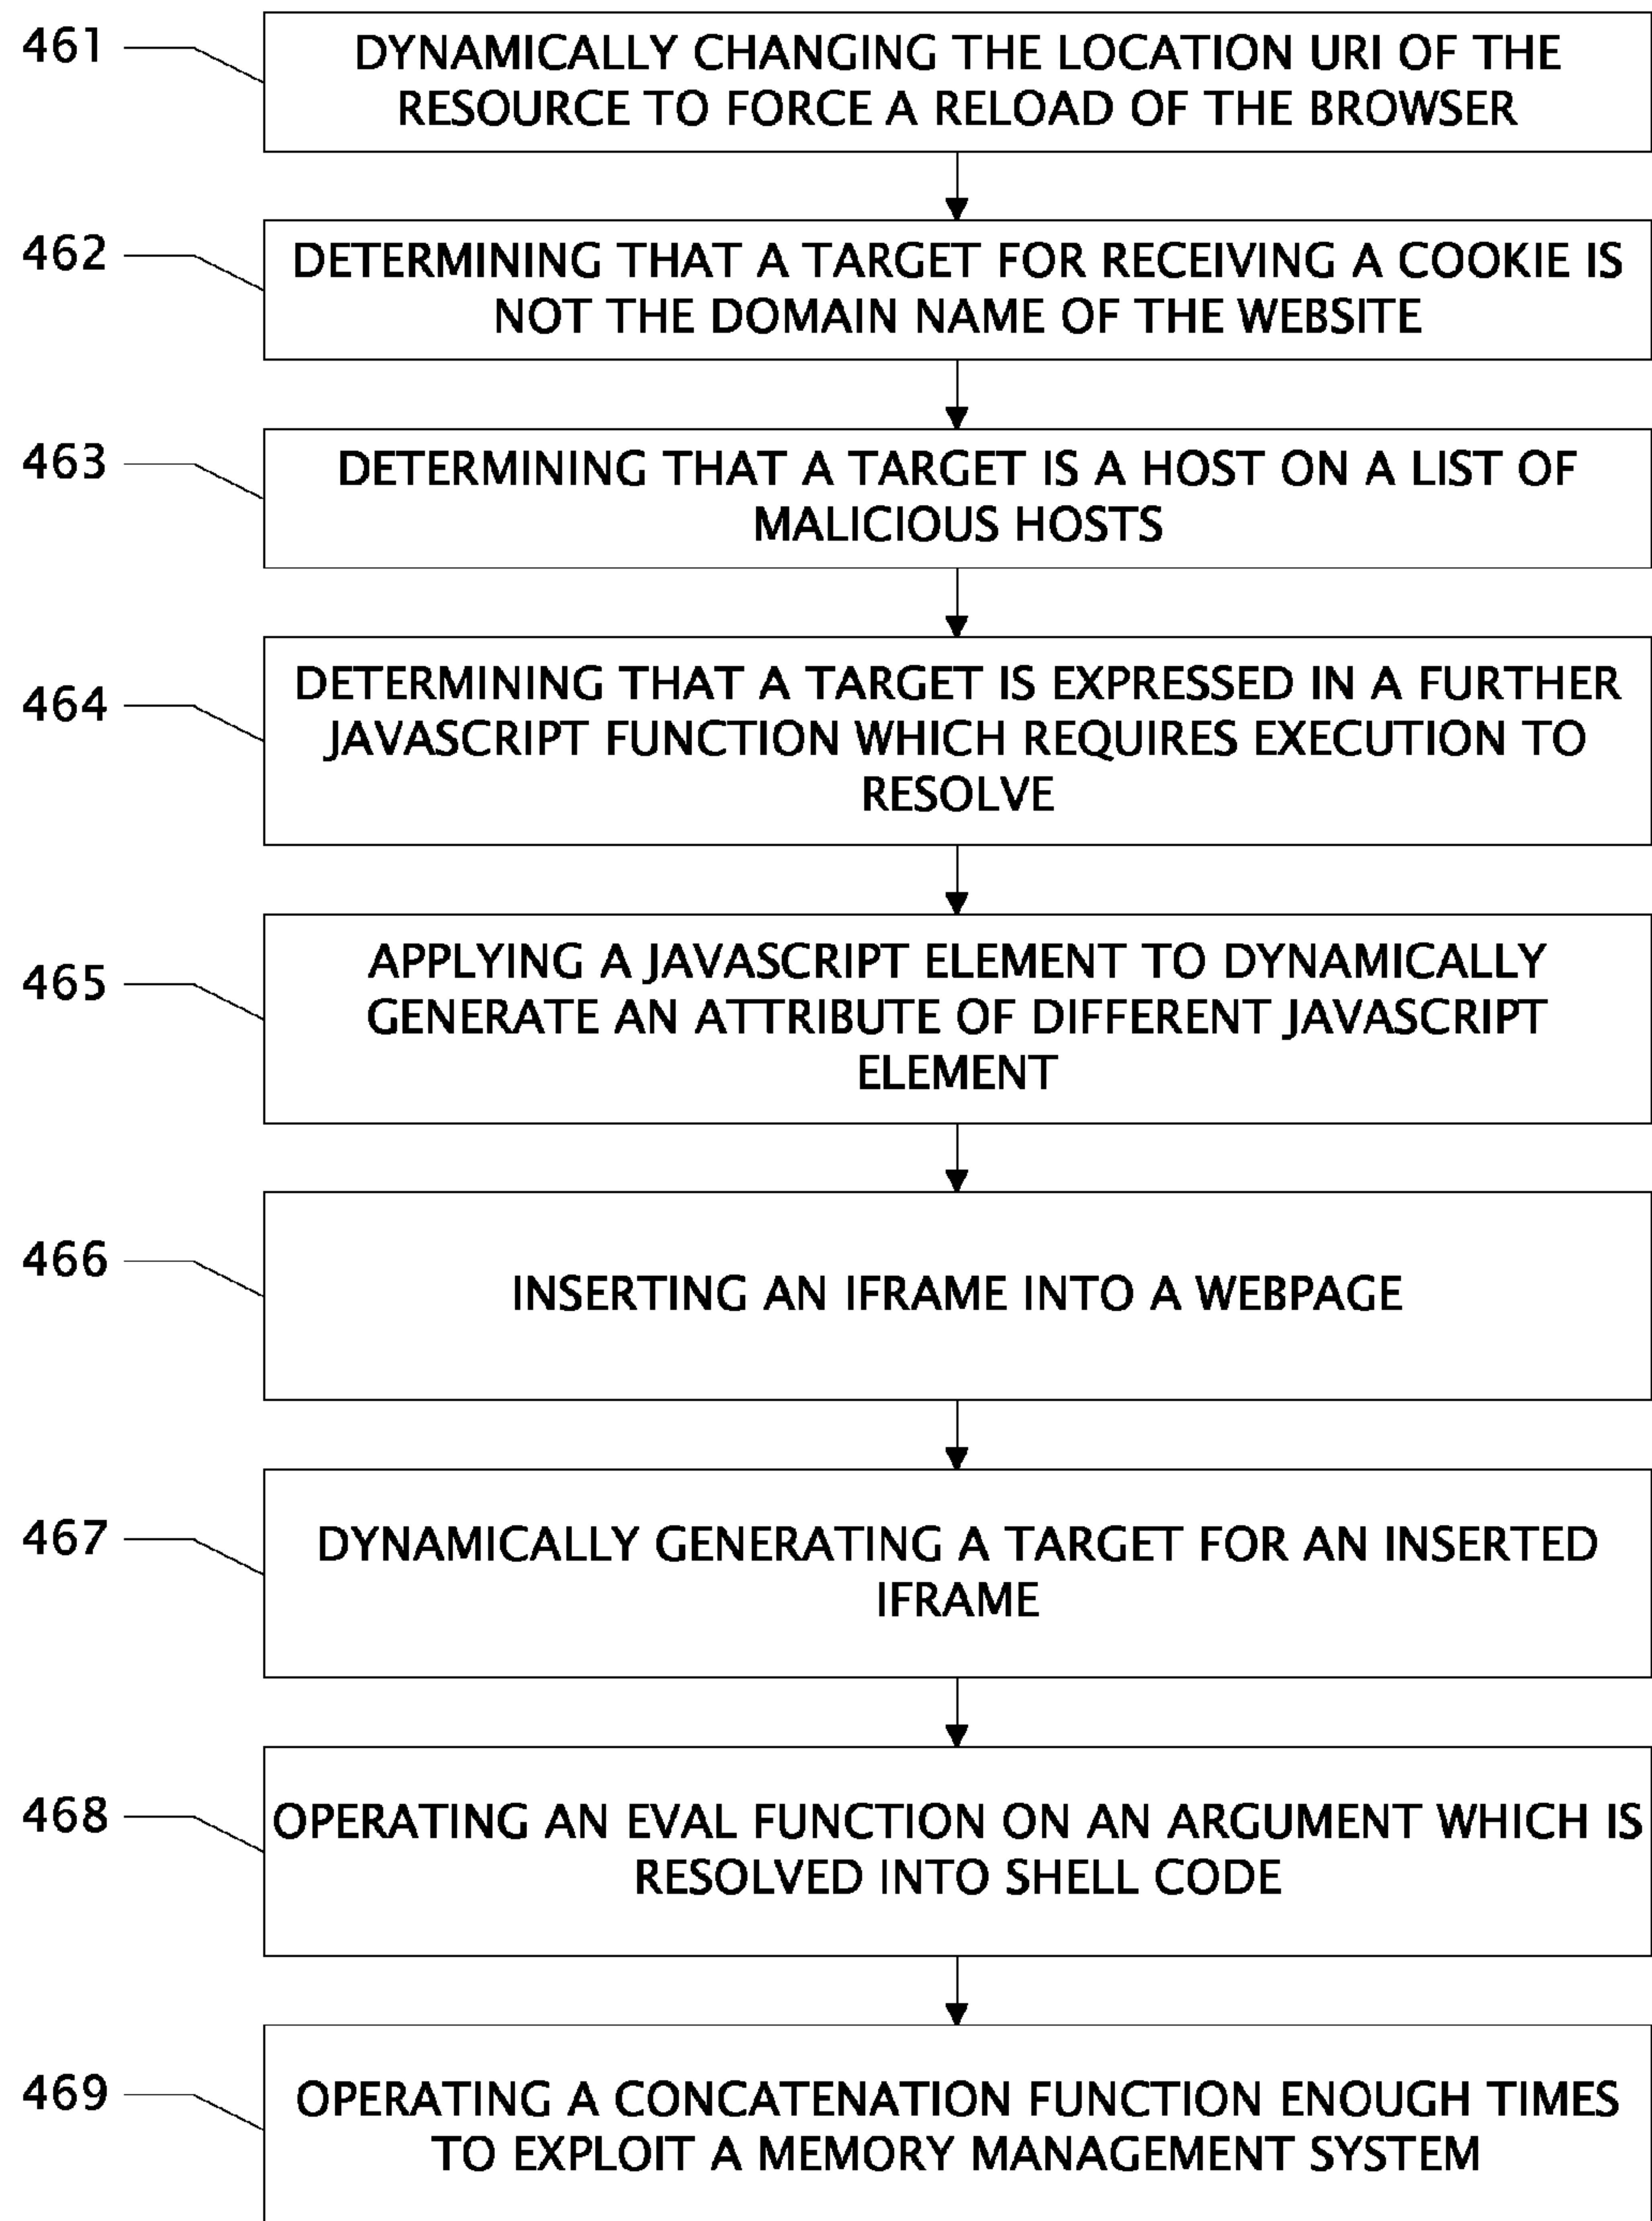 461
DYNAMICALLY CHANGING THE LOCATION URI OF THE
RESOURCE TO FORCE A RELOAD OF THE BROWSER
462
DETERMINING THAT A TARGET FOR RECEIVING A COOKIE IS
NOT THE DOMAIN NAME OF THE WEBSITE
463
DETERMINING THAT A TARGET IS A HOST ON A LIST OF
MALICIOUS HOSTS
464
DETERMINING THAT A TARGET IS EXPRESSED IN A FURTHER
JAVASCRIPT FUNCTION WHICH REQUIRES EXECUTION TO
RESOLVE
465
APPLYING A JAVASCRIPT ELEMENT TO DYNAMICALLY
GENERATE AN ATTRIBUTE OF DIFFERENT JAVASCRIPT
ELEMENT
466
INSERTING AN IFRAME INTO A WEBPAGE
467
DYNAMICALLY GENERATING A TARGET FOR AN INSERTED
IFRAME
468
OPERATING AN EVAL FUNCTION ON AN ARGUMENT WHICH IS
RESOLVED INTO SHELL CODE
469
OPERATING A CONCATENATION FUNCTION ENOUGH TIMES
TO EXPLOIT A MEMORY MANAGEMENT SYSTEM